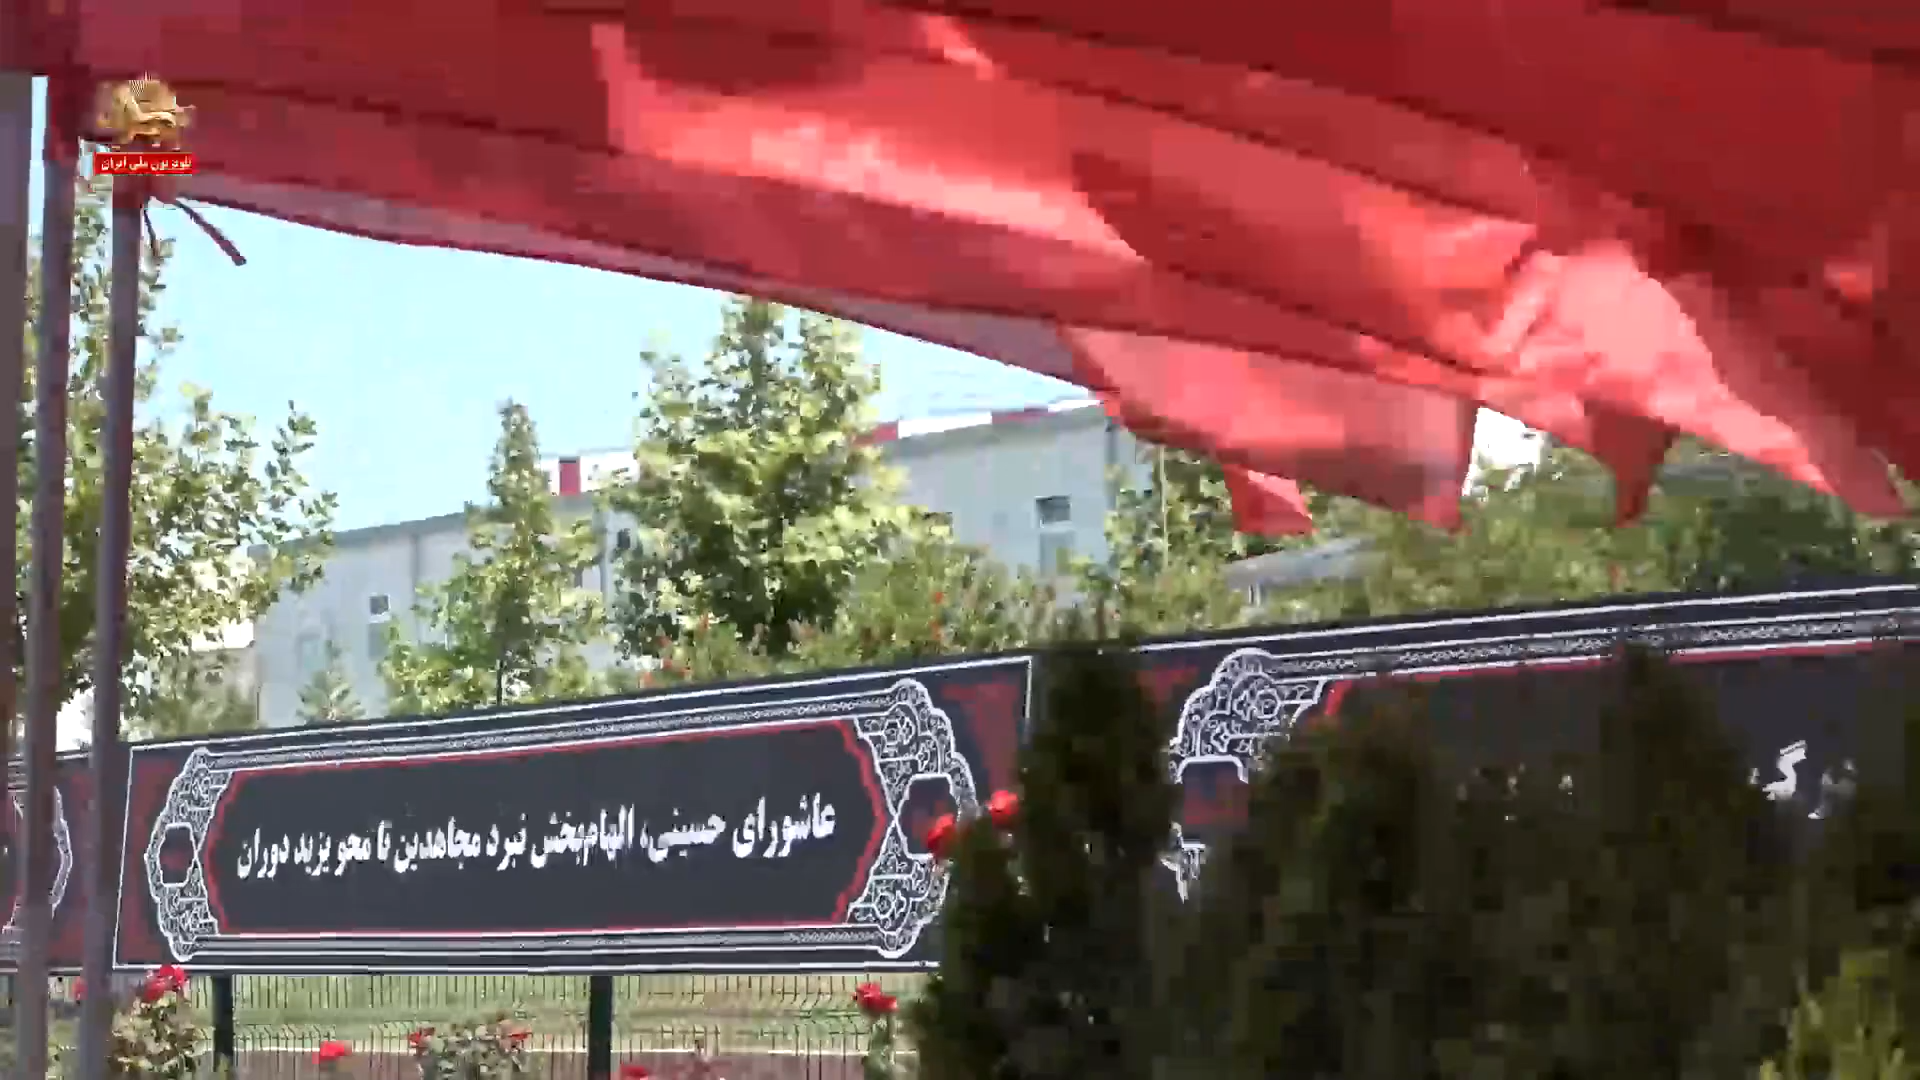 تلویزیون ملی ایران
عاشورای حسینی، الهام‌بخش نبرد مجاهدین تا محو یزید دوران